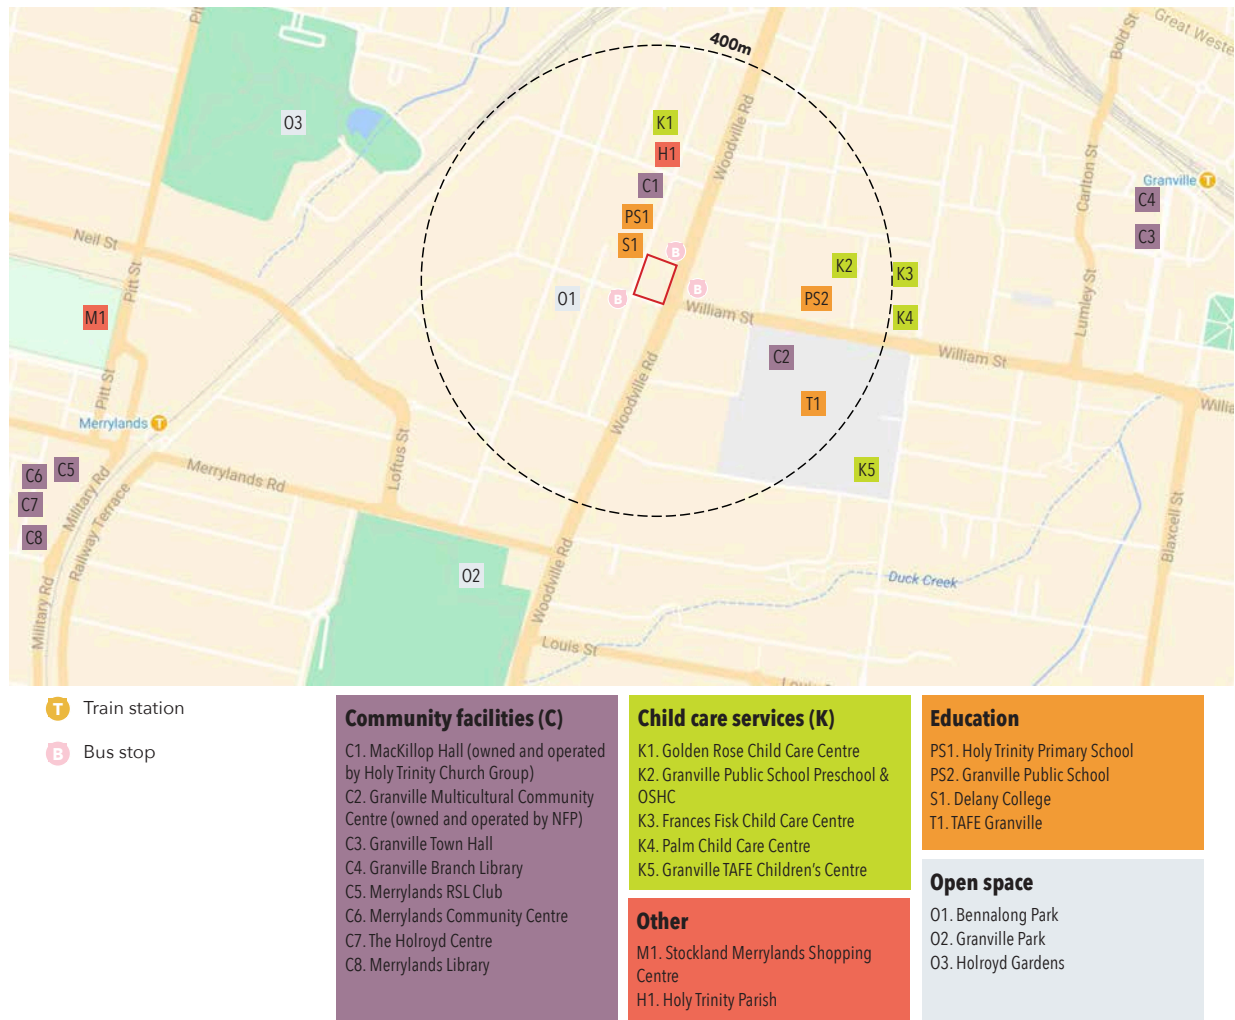 Pit
400m
Bold St
Great Weste
O3
K1
H1
C1
PS1
S1
B
Woodville Rd
Carlton St
Granville T
C4
C3
Neil St
Pitt St
K2
K3
O1
B
B
PS2
K4
M1
William St
Lumley St
William St
C2
Pitt St
Woodville Rd
T1
Willia
Merrylands T
Loftus St
C6
C5
K5
C7
C8
Merrylands Rd
Military Rd
Railway Terrace
Blaxcell St
O2
Woodville Rd
Duck Creek
Military Rd
Louis St
T Train station
B Bus stop
Community facilities (C)
C1. MacKillop Hall (owned and operated
by Holy Trinity Church Group)
C2. Granville Multicultural Community
Centre (owned and operated by NFP)
C3. Granville Town Hall
C4. Granville Branch Library
C5. Merrylands RSL Club
C6. Merrylands Community Centre
C7. The Holroyd Centre
C8. Merrylands Library
Child care services (K)
K1. Golden Rose Child Care Centre
K2. Granville Public School Preschool &
OSHC
K3. Frances Fisk Child Care Centre
K4. Palm Child Care Centre
K5. Granville TAFE Children's Centre
Other
M1. Stockland Merrylands Shopping
Centre
H1. Holy Trinity Parish
Education
PS1. Holy Trinity Primary School
PS2. Granville Public School
S1. Delany College
T1. TAFE Granville
Open space
O1. Bennalong Park
O2. Granville Park
O3. Holroyd Gardens